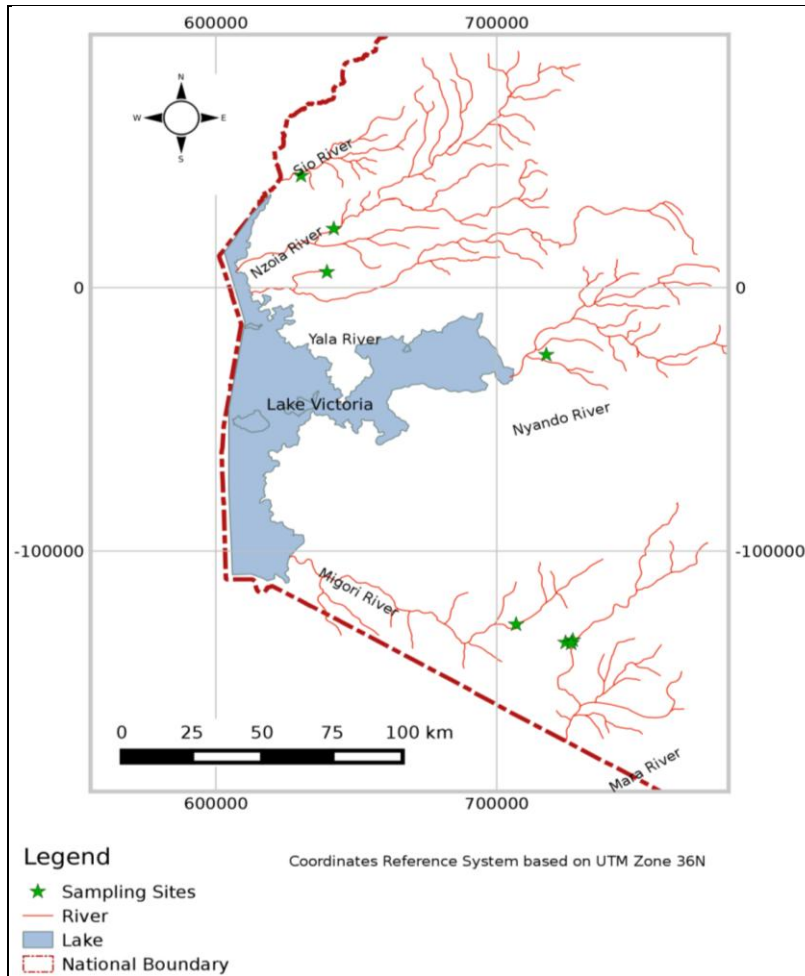 600000 700000
N
W E
S
Sio River
Nzoia River
0 0
Yala River
Lake Victoria
Nyando River
-100000 -100000
Migori River
0 25 50 75 100 km
Mara River
600000 700000
Legend
Coordinates Reference System based on UTM Zone 36N
Sampling Sites
River
Lake
National Boundary